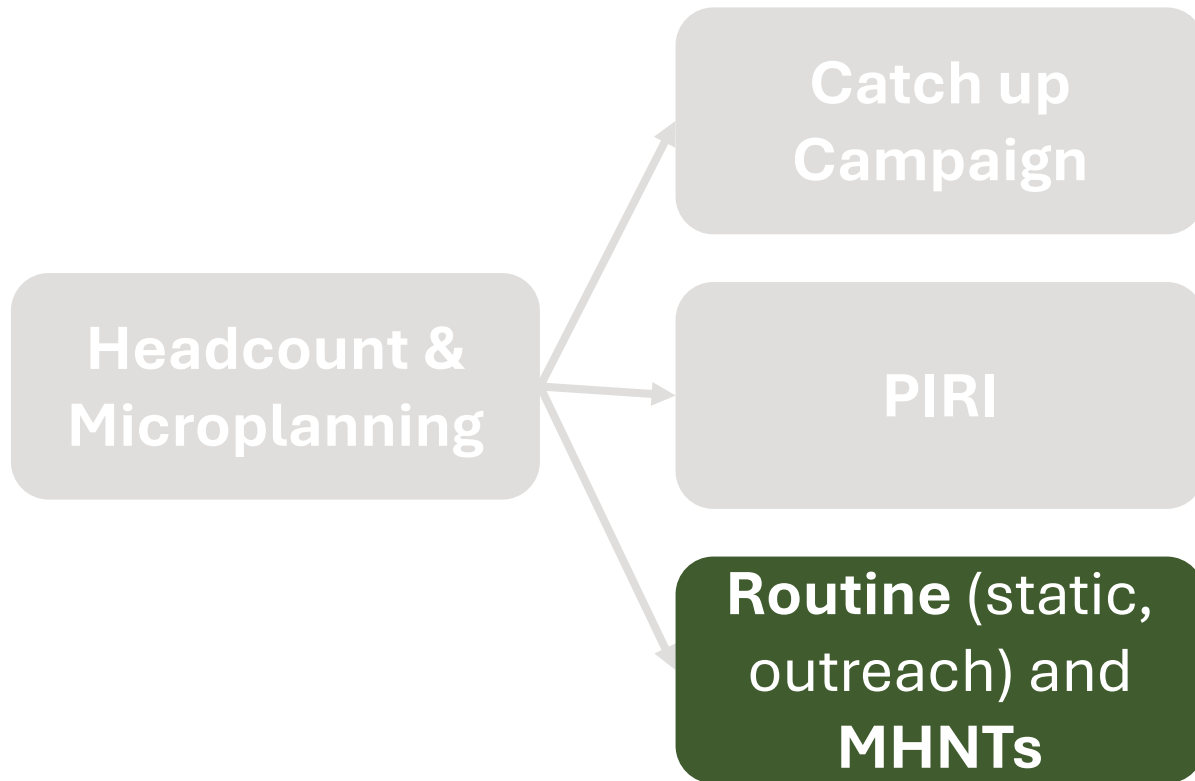 Catch up
Campaign
Headcount &
Microplanning
PIRI
Routine (static,
outreach) and
MHNTs